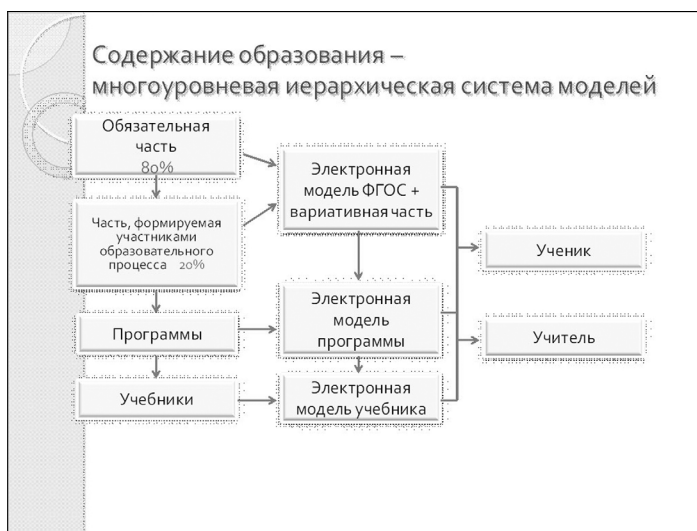 Содержание образования –
многоуровневая иерархическая система моделей
Обязательная
часть
80%
Часть, формируемая
участниками
образовательного
процесса 20%
Программы
Учебники
Электронная
модель ФГОС +
вариативная часть
Электронная
модель
программы
Электронная
модель учебника
Ученик
Учитель